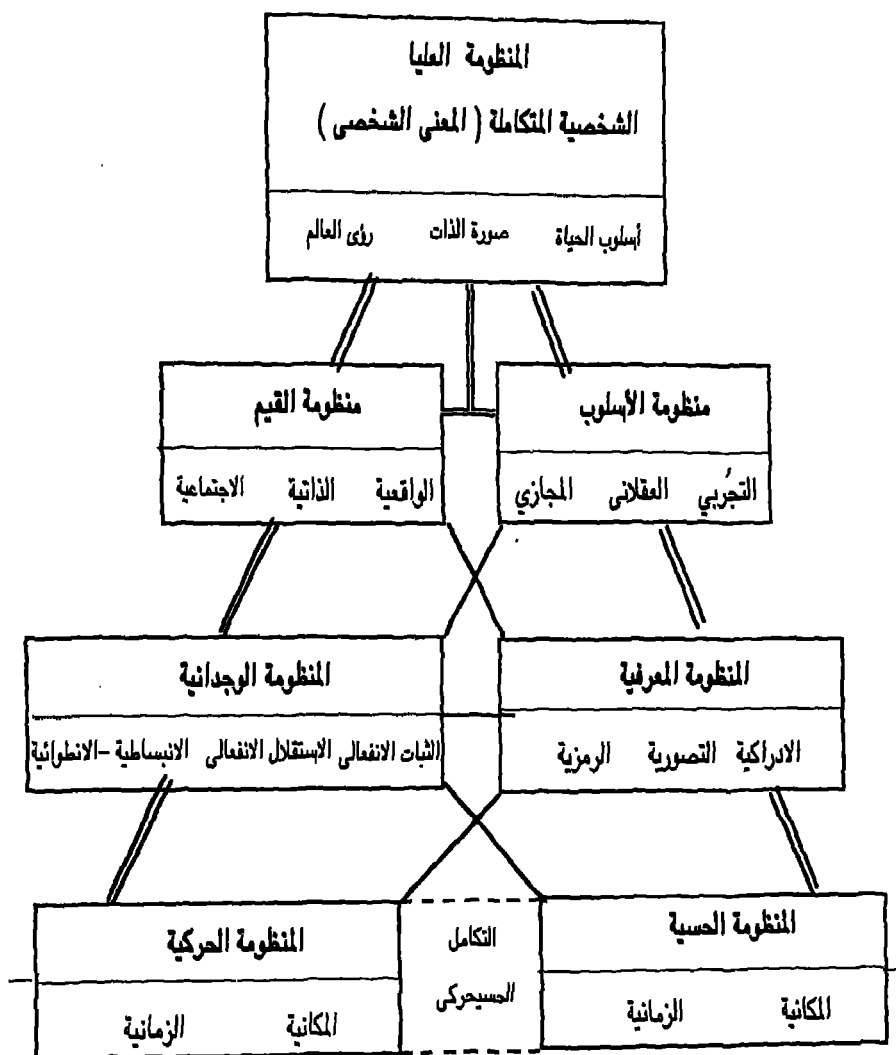 المنظومة العليا
الشخصية المتكاملة ( المعنى الشخصى )
أسلوب الحياة صورة الذات رؤى العالم
منظومة الأسلوب
التجُربي العقلانى المجازي
منظومة القيم
الواقعية الذاتية الاجتماعية
المنظومة المعرفية
الادراكية التصورية الرمزية
المنظومة الوجدانية
الثبات الانفعالى الاستقلال الانفعالى الانبساطية – الانطوائية
المنظومة الحسية
المكانية الزمانية
التكامل
الحسيحركى
المنظومة الحركية
المكانية الزمانية